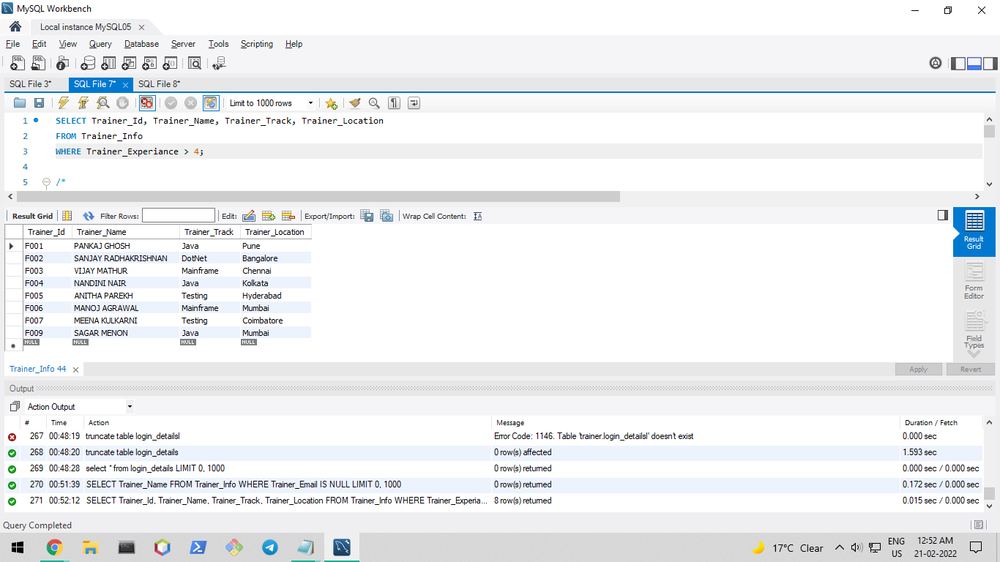 MySQL Workbench
Local instance MySQL05
File Edit View Query Database Server Tools Scripting Help
SQL File 3* SQL File 7* SQL File 8*
Limit to 1000 rows
1 SELECT Trainer_Id, Trainer_Name, Trainer_Track, Trainer_Location
2 FROM Trainer_Info
3 WHERE Trainer_Experiance > 4;
4
5 /*
Result Grid Filter Rows: Edit: Export/Import: Wrap Cell Content:
Trainer_Id Trainer_Name Trainer_Track Trainer_Location
F001 PANKAJ GHOSH Java Pune
F002 SANJAY RADHAKRISHNAN DotNet Bangalore
F003 VIJAY MATHUR Mainframe Chennai
F004 NANDINI NAIR Java Kolkata
F005 ANITHA PAREKH Testing Hyderabad
F006 MANOJ AGRAWAL Mainframe Mumbai
F007 MEENA KULKARNI Testing Coimbatore
F009 SAGAR MENON Java Mumbai
NULL NULL NULL NULL
Result
Grid
Form
Editor
Field
Types
Trainer_Info 44 Apply Revert
Output
Action Output
# Time Action Message Duration / Fetch
267 00:48:19 truncate table login_detailsl Error Code: 1146. Table 'trainer.login_detailsl' doesn't exist 0.000 sec
268 00:48:20 truncate table login_details 0 row(s) affected 1.593 sec
269 00:48:28 select * from login_details LIMIT 0, 1000 0 row(s) returned 0.000 sec / 0.000 sec
270 00:51:39 SELECT Trainer_Name FROM Trainer_Info WHERE Trainer_Email IS NULL LIMIT 0, 1000 0 row(s) returned 0.172 sec / 0.000 sec
271 00:52:12 SELECT Trainer_Id, Trainer_Name, Trainer_Track, Trainer_Location FROM Trainer_Info WHERE Trainer_Experia... 8 row(s) returned 0.015 sec / 0.000 sec
Query Completed
17°C Clear
ENG
US
12:52 AM
21-02-2022